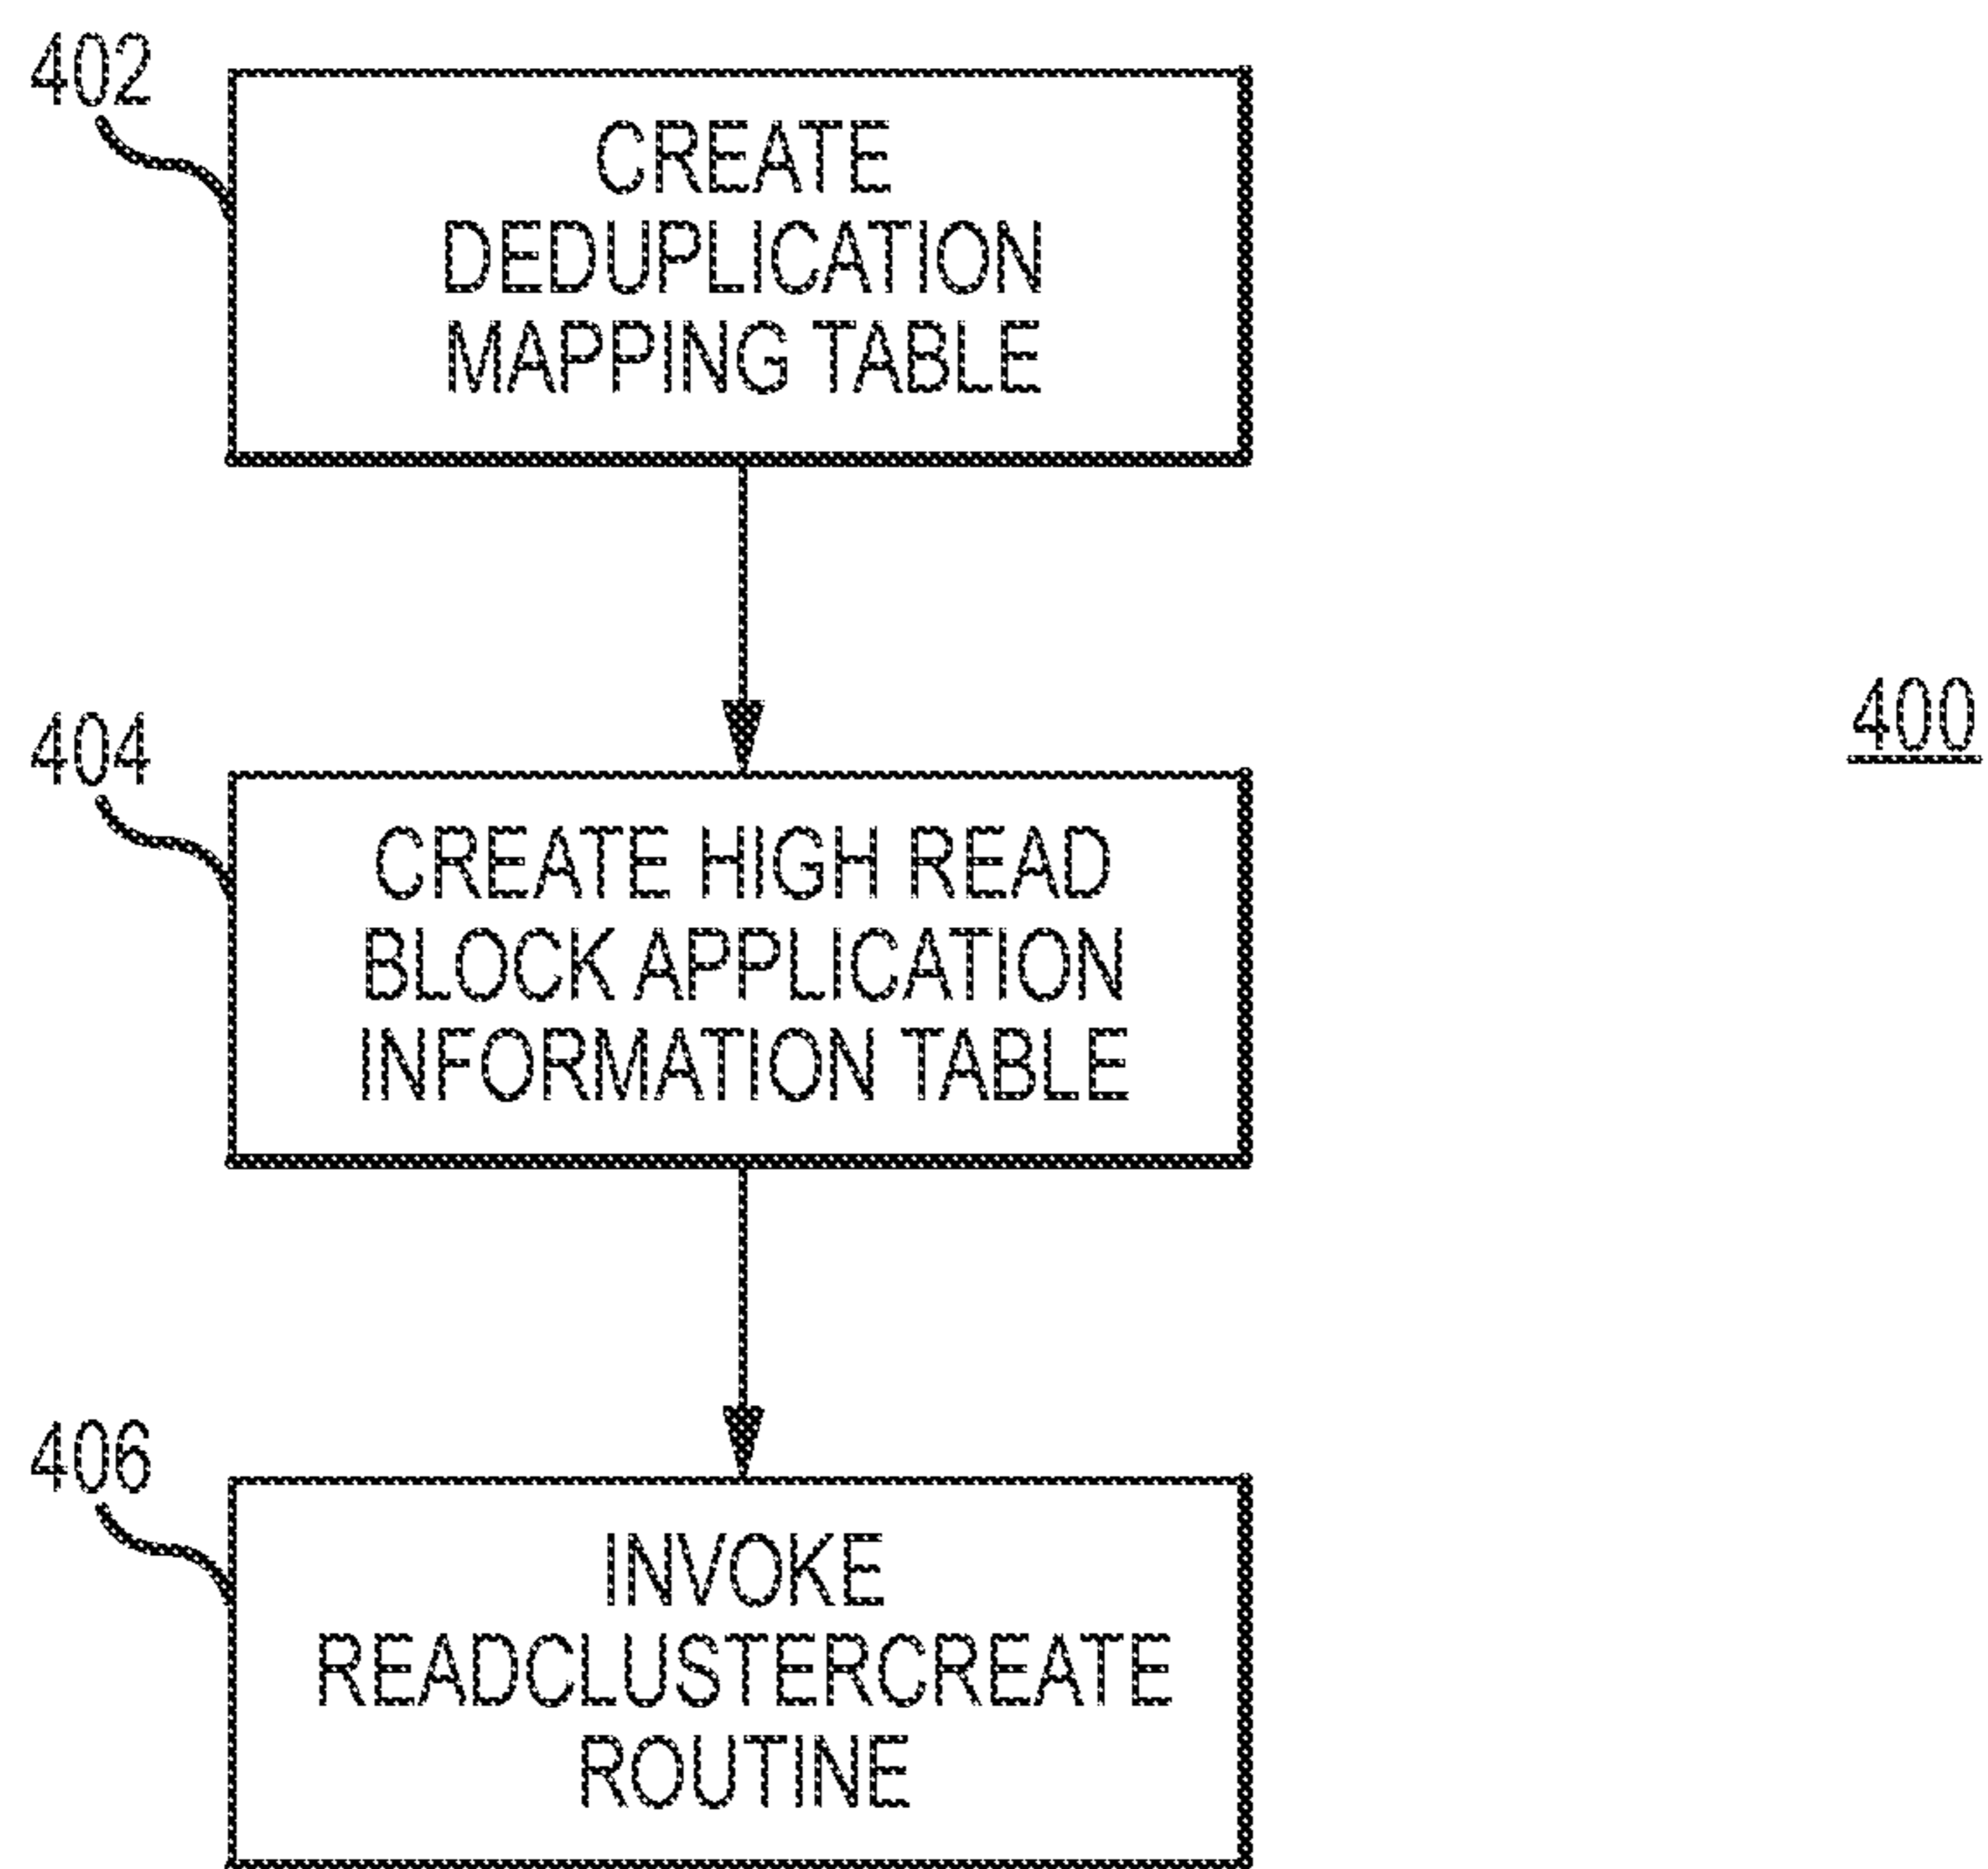 402
CREATE
DEDUPLICATION
MAPPING TABLE
404
CREATE HIGH READ
BLOCK APPLICATION
INFORMATION TABLE
400
406
INVOKE
READCLUSTERCREATE
ROUTINE